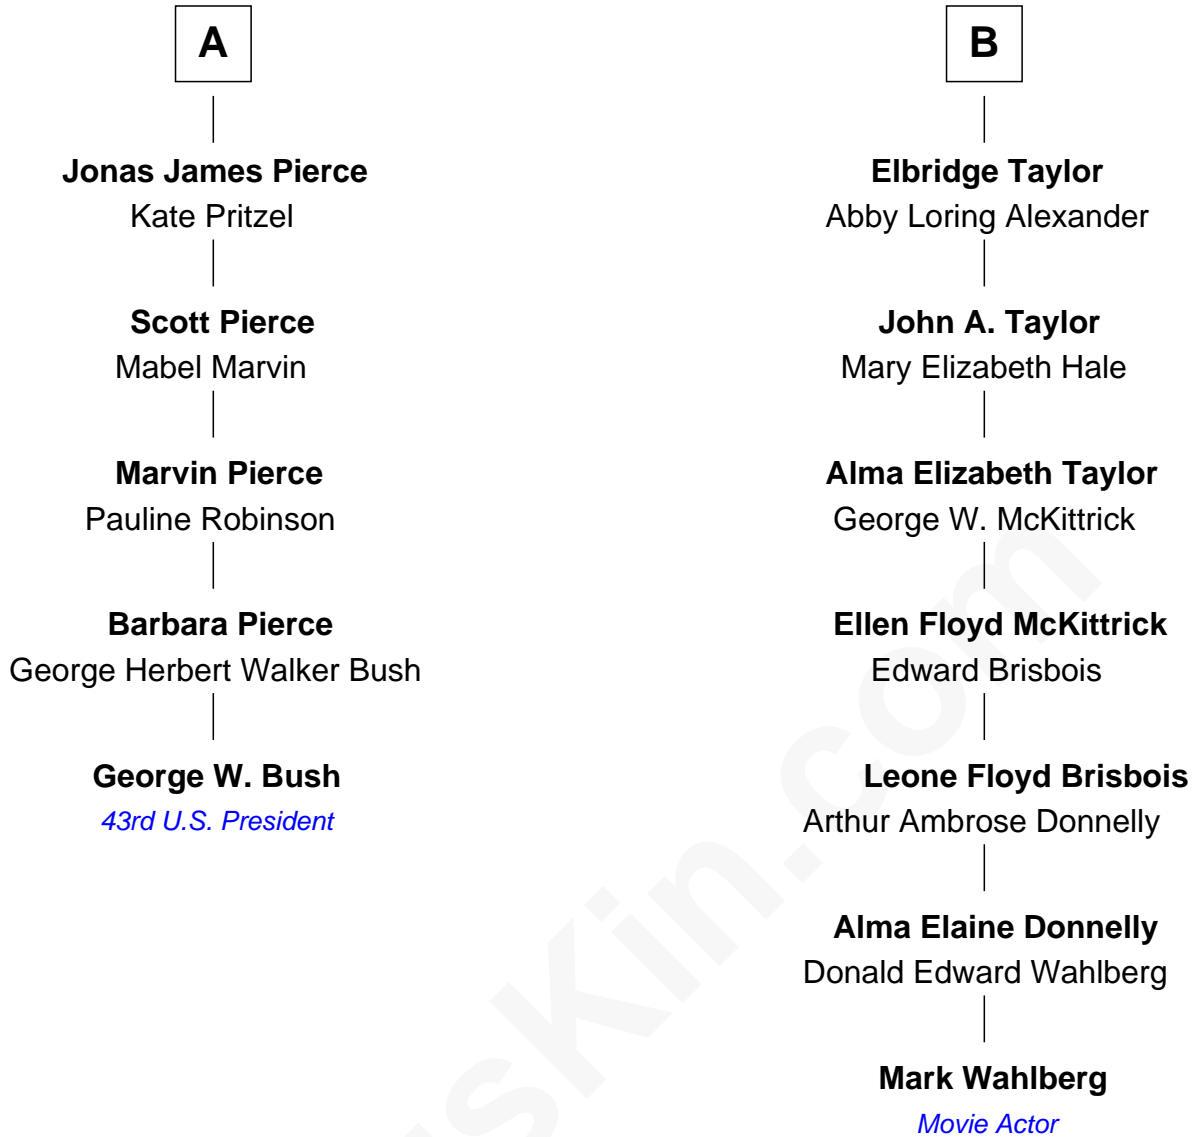 A
Jonas James Pierce
Kate Pritzel
Scott Pierce
Mabel Marvin
Marvin Pierce
Pauline Robinson
Barbara Pierce
George Herbert Walker Bush
George W. Bush
43rd U.S. President
B
Elbridge Taylor
Abby Loring Alexander
John A. Taylor
Mary Elizabeth Hale
Alma Elizabeth Taylor
George W. McKittrick
Ellen Floyd McKittrick
Edward Brisbois
Leone Floyd Brisbois
Arthur Ambrose Donnelly
Alma Elaine Donnelly
Donald Edward Wahlberg
Mark Wahlberg
Movie Actor